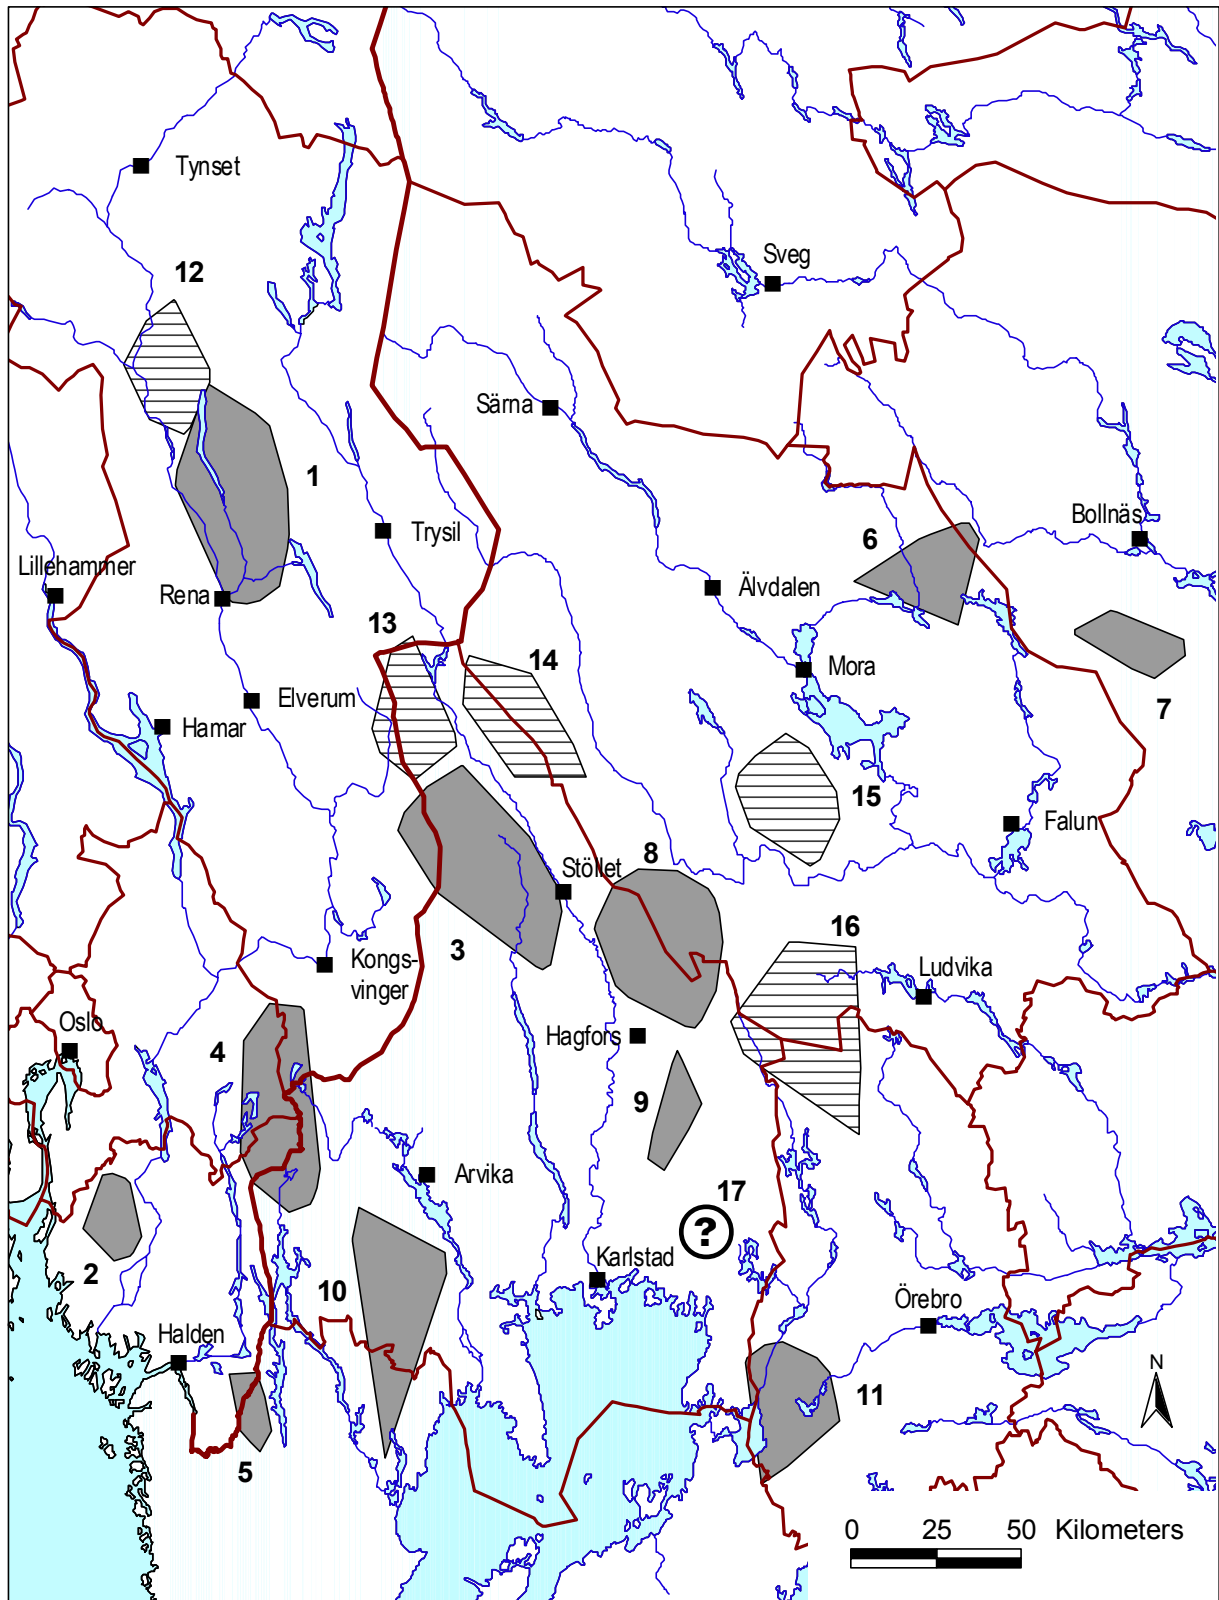 Tynset
12
Sveg
Särna
1
Trysil
6
Bollnäs
Lillehammer
Rena
Älvdalen
13
14
Mora
Elverum
Hamar
7
15
Falun
8
Stöllet
16
3
Kongs-
vinger
Ludvika
Oslo
4
Hagfors
9
Arvika
17
?
2
Karlstad
10
Örebro
Halden
N
11
5
0 25 50 Kilometers